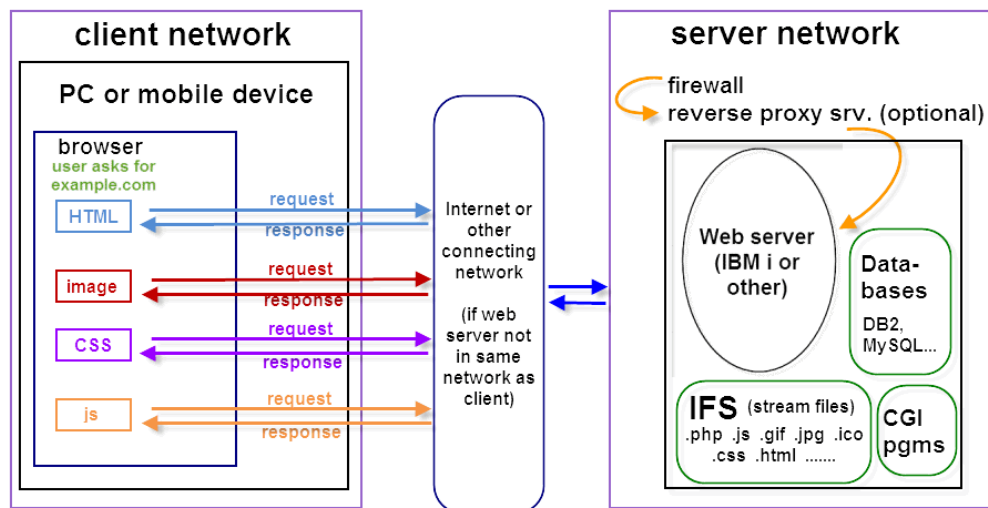 client network
PC or mobile device
browser
user asks for
example.com
HTML
request
response
image
request
response
CSS
request
response
js
request
response
Internet or
other
connecting
network
(if web
server not
in same
network as
client)
server network
firewall
reverse proxy srv. (optional)
Web server
(IBM i or
other)
Data-
bases
DB2,
MySQL...
IFS (stream files)
.php .js .gif .jpg .ico
.css .html .......
CGI
pgms